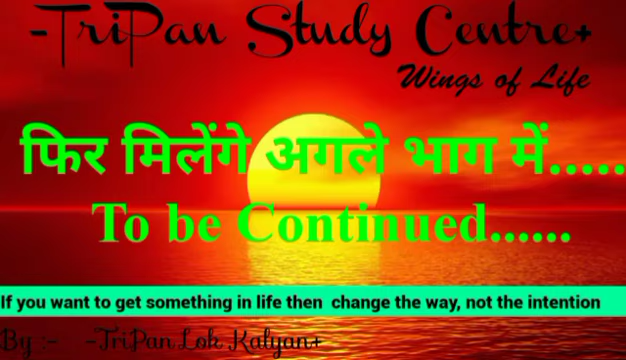 -TriPan Study Centre+
Wings of Life
फिर मिलेंगे अगले भाग में.....
To be Continued......
If you want to get something in life then change the way, not the intention
By :- -TriPan Lok Kalyan+